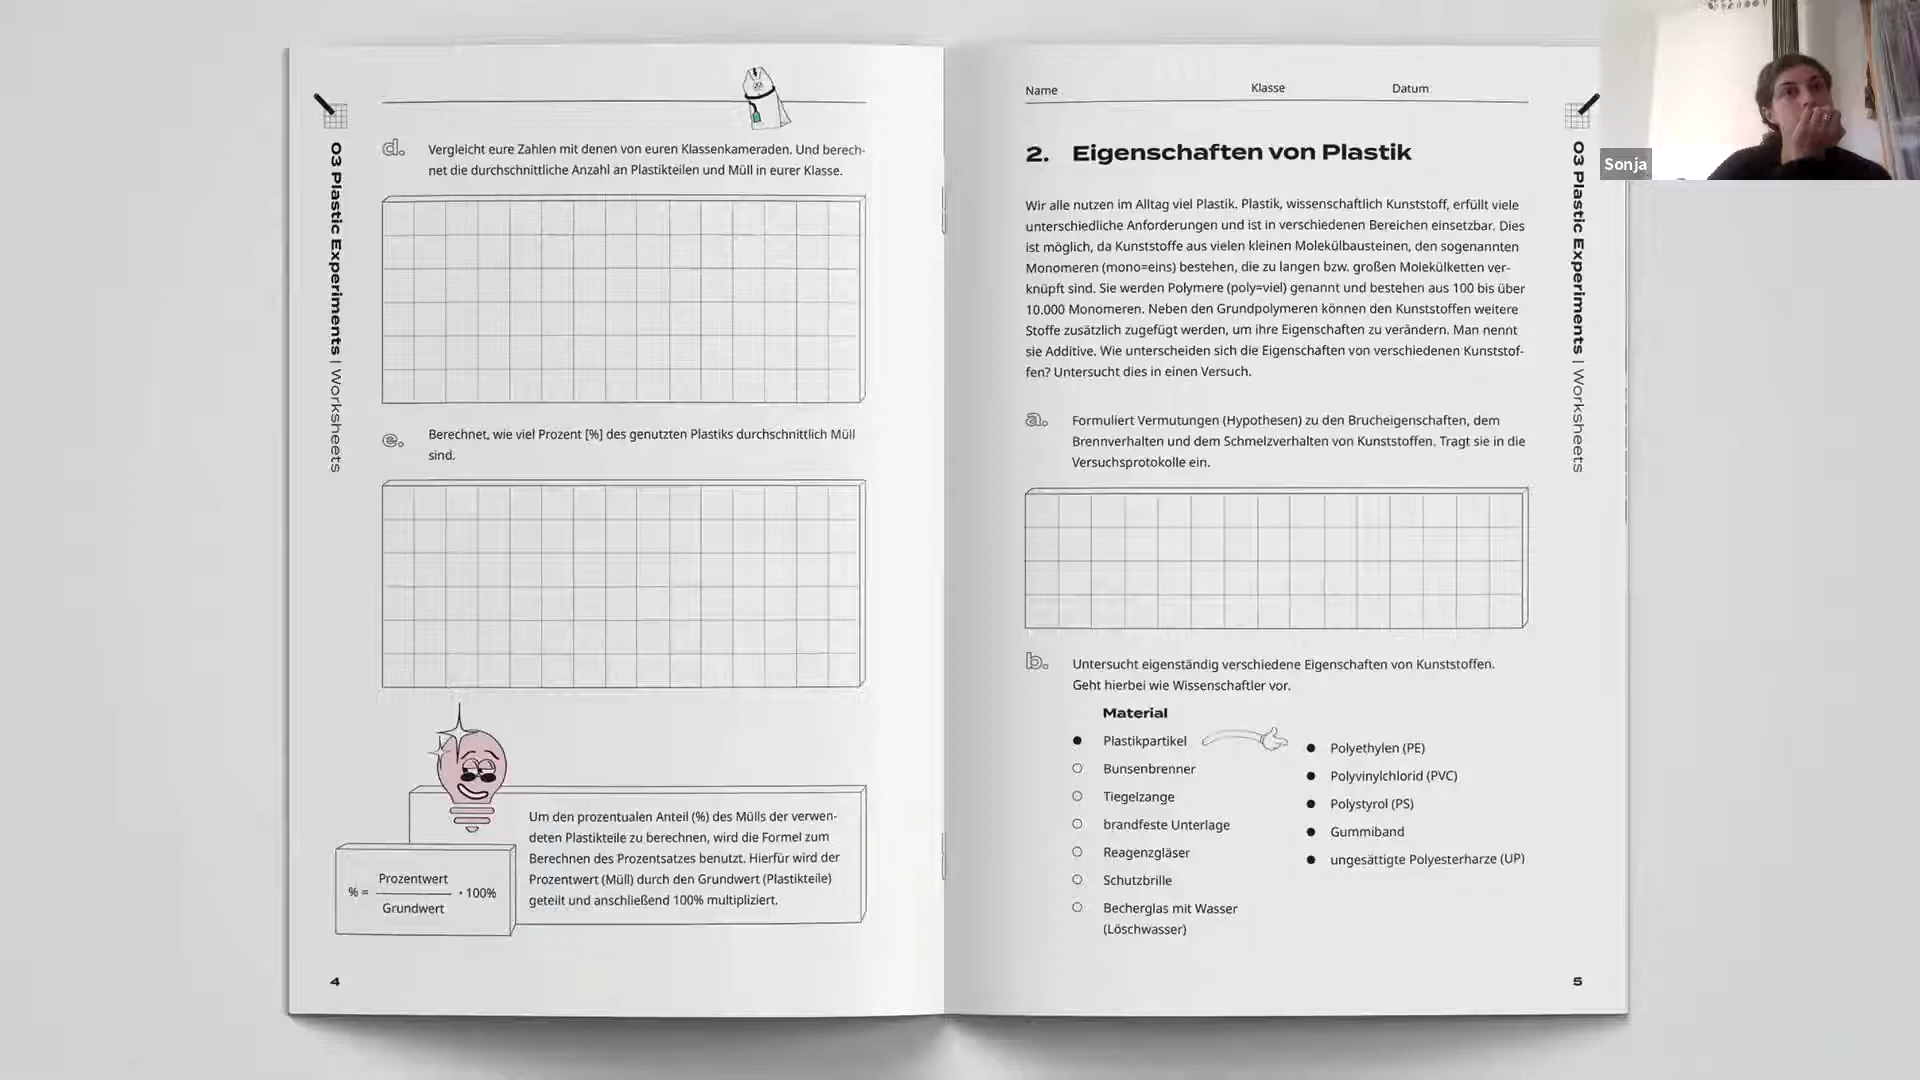 03 Plastic Experiments | Worksheets
d.
Vergleicht eure Zahlen mit denen von euren Klassenkameraden. Und berech-
net die durchschnittliche Anzahl an Plastikteilen und Müll in eurer Klasse.
e.
Berechnet, wie viel Prozent [%] des genutzten Plastiks durchschnittlich Müll
sind.
Um den prozentualen Anteil (%) des Mülls der verwen-
deten Plastikteile zu berechnen, wird die Formel zum
Berechnen des Prozentsatzes benutzt. Hierfür wird der
Prozentwert (Müll) durch den Grundwert (Plastikteile)
geteilt und anschließend 100% multipliziert.
% = Prozentwert / Grundwert · 100%
4
Name Klasse Datum
2. Eigenschaften von Plastik
Wir alle nutzen im Alltag viel Plastik. Plastik, wissenschaftlich Kunststoff, erfüllt viele
unterschiedliche Anforderungen und ist in verschiedenen Bereichen einsetzbar. Dies
ist möglich, da Kunststoffe aus vielen kleinen Molekülbausteinen, den sogenannten
Monomeren (mono=eins) bestehen, die zu langen bzw. großen Molekülketten ver-
knüpft sind. Sie werden Polymere (poly=viel) genannt und bestehen aus 100 bis über
10.000 Monomeren. Neben den Grundpolymeren können den Kunststoffen weitere
Stoffe zusätzlich zugefügt werden, um ihre Eigenschaften zu verändern. Man nennt
sie Additive. Wie unterscheiden sich die Eigenschaften von verschiedenen Kunststof-
fen? Untersucht dies in einen Versuch.
a.
Formuliert Vermutungen (Hypothesen) zu den Brucheigenschaften, dem
Brennverhalten und dem Schmelzverhalten von Kunststoffen. Tragt sie in die
Versuchsprotokolle ein.
b.
Untersucht eigenständig verschiedene Eigenschaften von Kunststoffen.
Geht hierbei wie Wissenschaftler vor.
Material
Plastikpartikel
Bunsenbrenner
Tiegelzange
brandfeste Unterlage
Reagenzgläser
Schutzbrille
Becherglas mit Wasser
(Löschwasser)
Polyethylen (PE)
Polyvinylchlorid (PVC)
Polystyrol (PS)
Gummiband
ungesättigte Polyesterharze (UP)
5
03 Plastic Experiments | Worksheets
Sonja